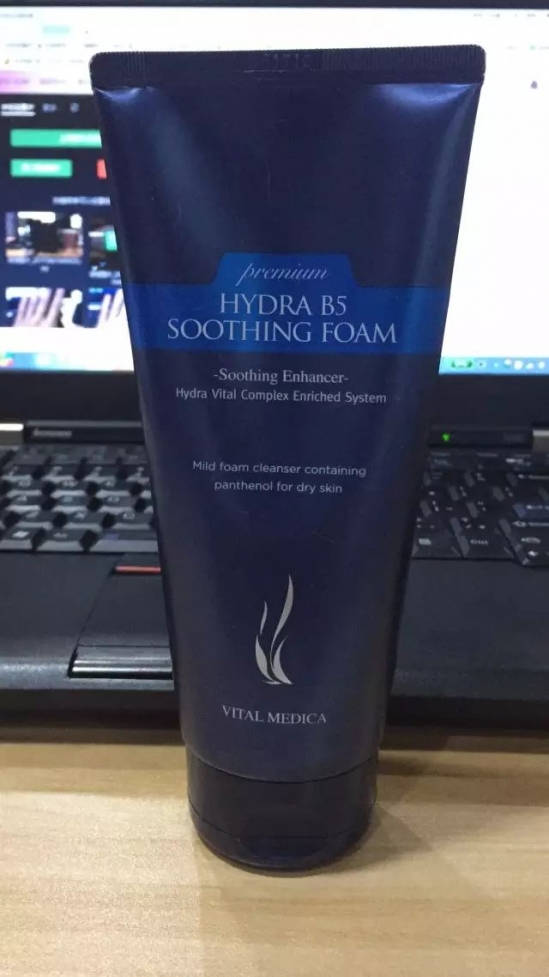 premium
HYDRA B5
SOOTHING FOAM
-Soothing Enhancer-
Hydra Vital Complex Enriched System
Mild foam cleanser containing
panthenol for dry skin
VITAL MEDICA